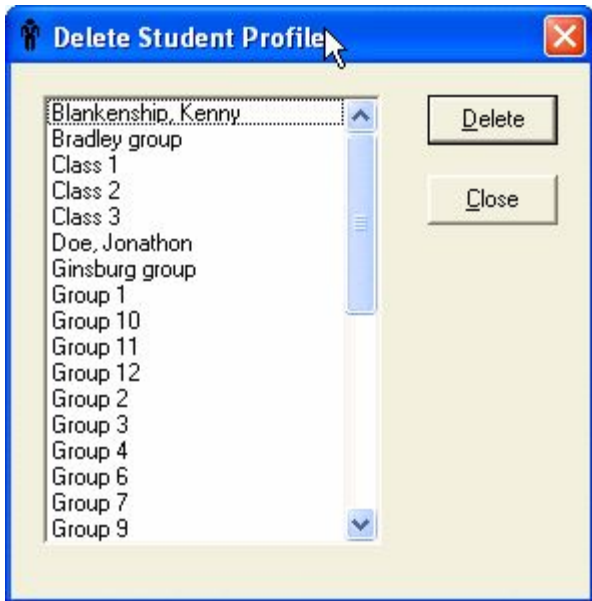 Delete Student Profile
Blankenship, Kenny
Bradley group
Class 1
Class 2
Class 3
Doe, Jonathon
Ginsburg group
Group 1
Group 10
Group 11
Group 12
Group 2
Group 3
Group 4
Group 6
Group 7
Group 9
Delete
Close